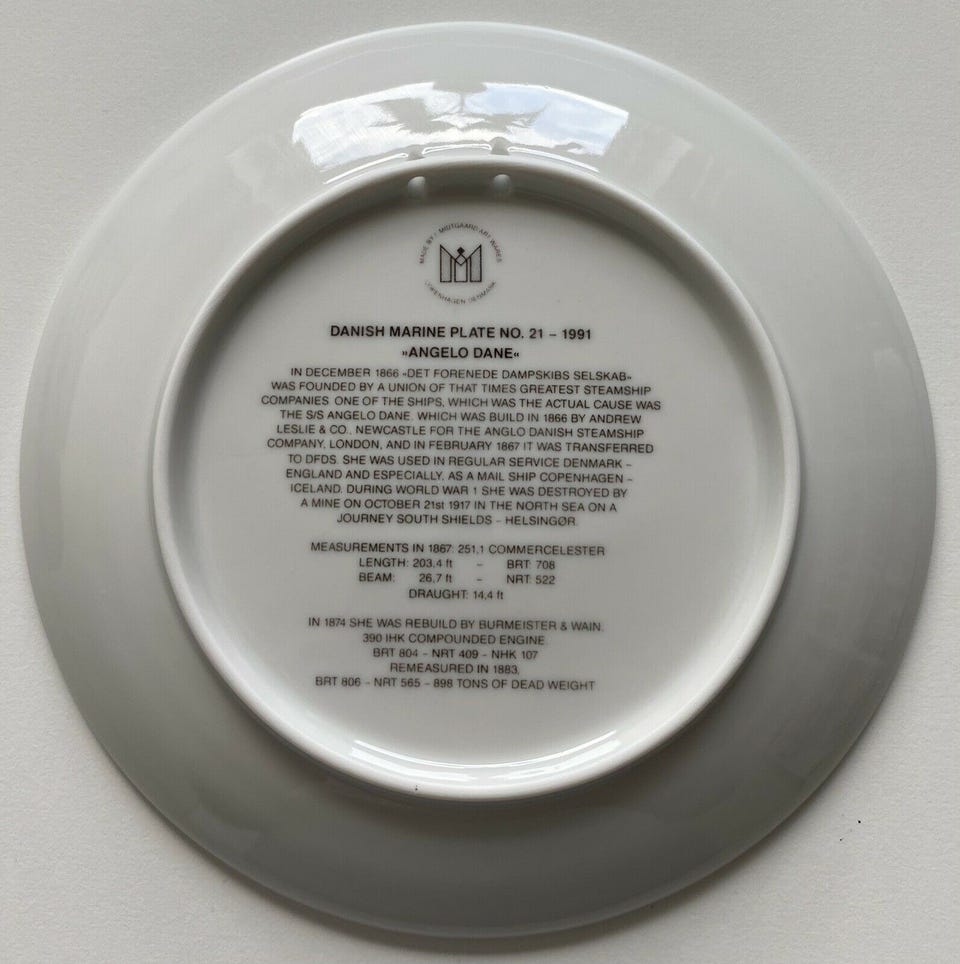 MADE BY: MIDTGAARD ART WARES
COPENHAGEN DENMARK
DANISH MARINE PLATE NO. 21 – 1991
»ANGELO DANE«
IN DECEMBER 1866 «DET FORENEDE DAMPSKIBS SELSKAB»
WAS FOUNDED BY A UNION OF THAT TIMES GREATEST STEAMSHIP
COMPANIES. ONE OF THE SHIPS, WHICH WAS THE ACTUAL CAUSE WAS
THE S/S ANGELO DANE, WHICH WAS BUILD IN 1866 BY ANDREW
LESLIE & CO., NEWCASTLE FOR THE ANGLO DANISH STEAMSHIP
COMPANY, LONDON, AND IN FEBRUARY 1867 IT WAS TRANSFERRED
TO DFDS. SHE WAS USED IN REGULAR SERVICE DENMARK –
ENGLAND AND ESPECIALLY, AS A MAIL SHIP COPENHAGEN –
ICELAND. DURING WORLD WAR 1 SHE WAS DESTROYED BY
A MINE ON OCTOBER 21st 1917 IN THE NORTH SEA ON A
JOURNEY SOUTH SHIELDS – HELSINGØR.
MEASUREMENTS IN 1867: 251,1 COMMERCELESTER
LENGTH: 203,4 ft – BRT: 708
BEAM: 26,7 ft – NRT: 522
DRAUGHT: 14,4 ft
IN 1874 SHE WAS REBUILD BY BURMEISTER & WAIN.
390 IHK COMPOUNDED ENGINE.
BRT 804 – NRT 409 – NHK 107
REMEASURED IN 1883,
BRT 806 – NRT 565 – 898 TONS OF DEAD WEIGHT